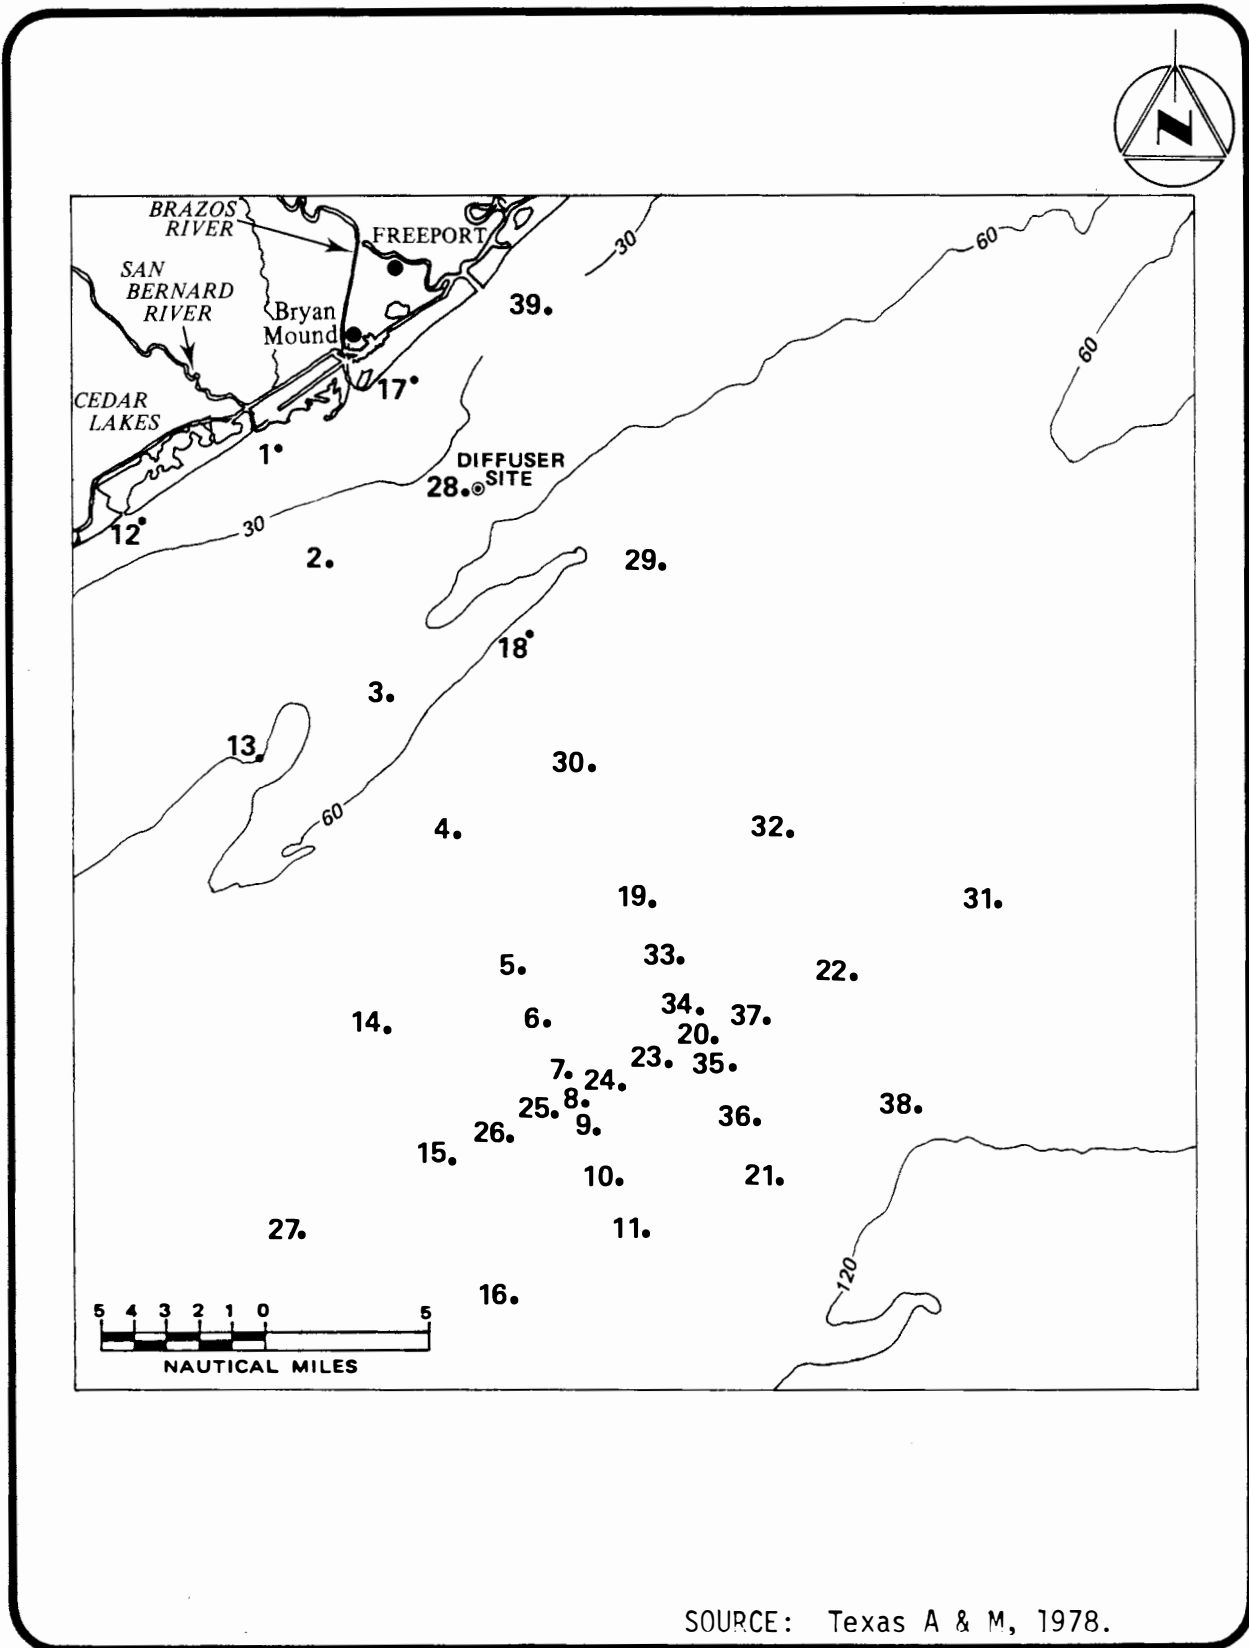 N
BRAZOS
RIVER
FREEPORT
30
60
SAN
BERNARD
RIVER
39.
Bryan
Mound
60
17
CEDAR
LAKES
1
DIFFUSER
SITE
28.
12
30
2.
29.
18
3.
13
30.
60
4.
32.
19.
31.
33.
5.
22.
34.
37.
14.
6.
20.
23.
35.
7.
24.
8.
25.
38.
36.
9.
26.
15.
10.
21.
27.
11.
120
16.
5 4 3 2 1 0 5
NAUTICAL MILES
SOURCE: Texas A & M, 1978.